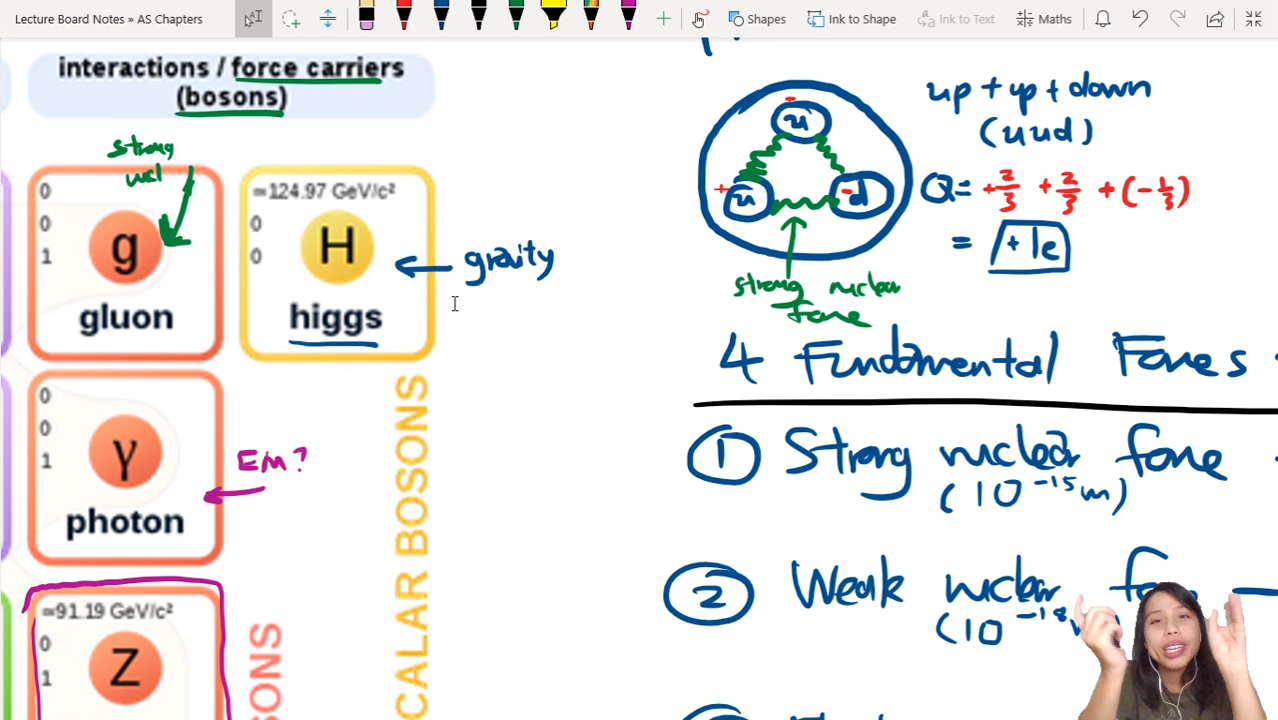 Lecture Board Notes » AS Chapters
Shapes
Ink to Shape
Ink to Text
Maths
interactions / force carriers
(bosons)
strong
ucl
0
0
1
g
gluon
≃124.97 GeV/c²
0
0
H
higgs
gravity
0
0
1
γ
photon
EM?
≃91.19 GeV/c²
0
1
Z
SCALAR BOSONS
up + up + down
(uud)
u
u
d
Q = +2/3 +2/3 +(-1/3)
= +1e
strong nuclear
force
4 Fundamental Forces
① Strong nuclear force
(10⁻¹⁵m)
② Weak nuclear
(10⁻¹⁸